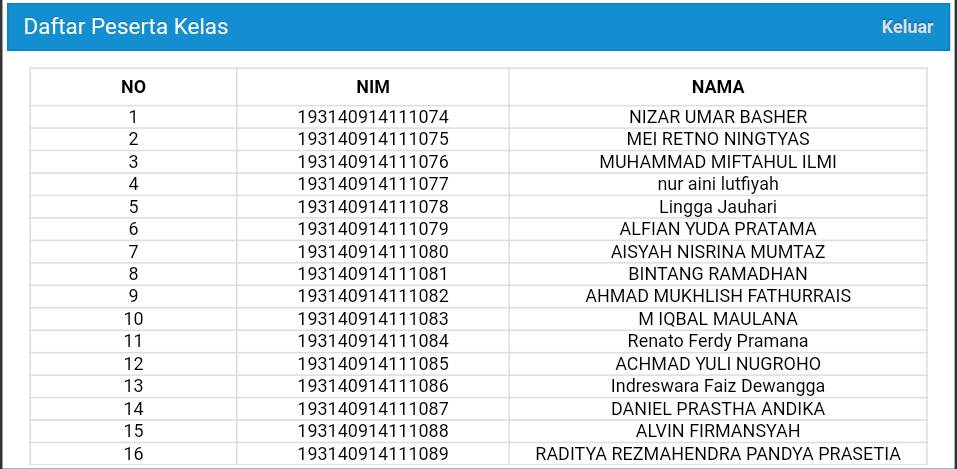 Daftar Peserta Kelas Keluar
NO NIM NAMA
1 193140914111074 NIZAR UMAR BASHER
2 193140914111075 MEI RETNO NINGTYAS
3 193140914111076 MUHAMMAD MIFTAHUL ILMI
4 193140914111077 nur aini lutfiyah
5 193140914111078 Lingga Jauhari
6 193140914111079 ALFIAN YUDA PRATAMA
7 193140914111080 AISYAH NISRINA MUMTAZ
8 193140914111081 BINTANG RAMADHAN
9 193140914111082 AHMAD MUKHLISH FATHURRAIS
10 193140914111083 M IQBAL MAULANA
11 193140914111084 Renato Ferdy Pramana
12 193140914111085 ACHMAD YULI NUGROHO
13 193140914111086 Indreswara Faiz Dewangga
14 193140914111087 DANIEL PRASTHA ANDIKA
15 193140914111088 ALVIN FIRMANSYAH
16 193140914111089 RADITYA REZMAHENDRA PANDYA PRASETIA